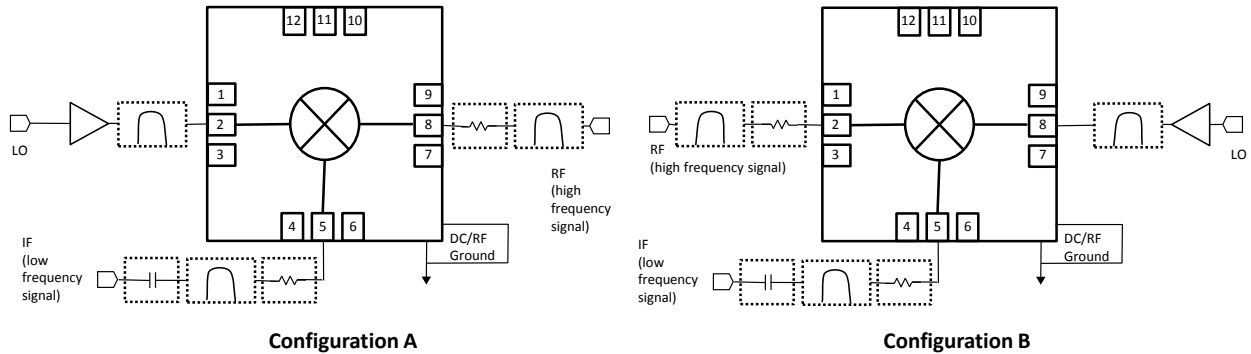 12 11 10
1
2
3
9
8
7
4 5 6
LO
RF
(high
frequency
signal)
IF
(low
frequency
signal)
DC/RF
Ground
Configuration A
12 11 10
1
2
3
9
8
7
4 5 6
RF
(high frequency signal)
LO
IF
(low
frequency
signal)
DC/RF
Ground
Configuration B